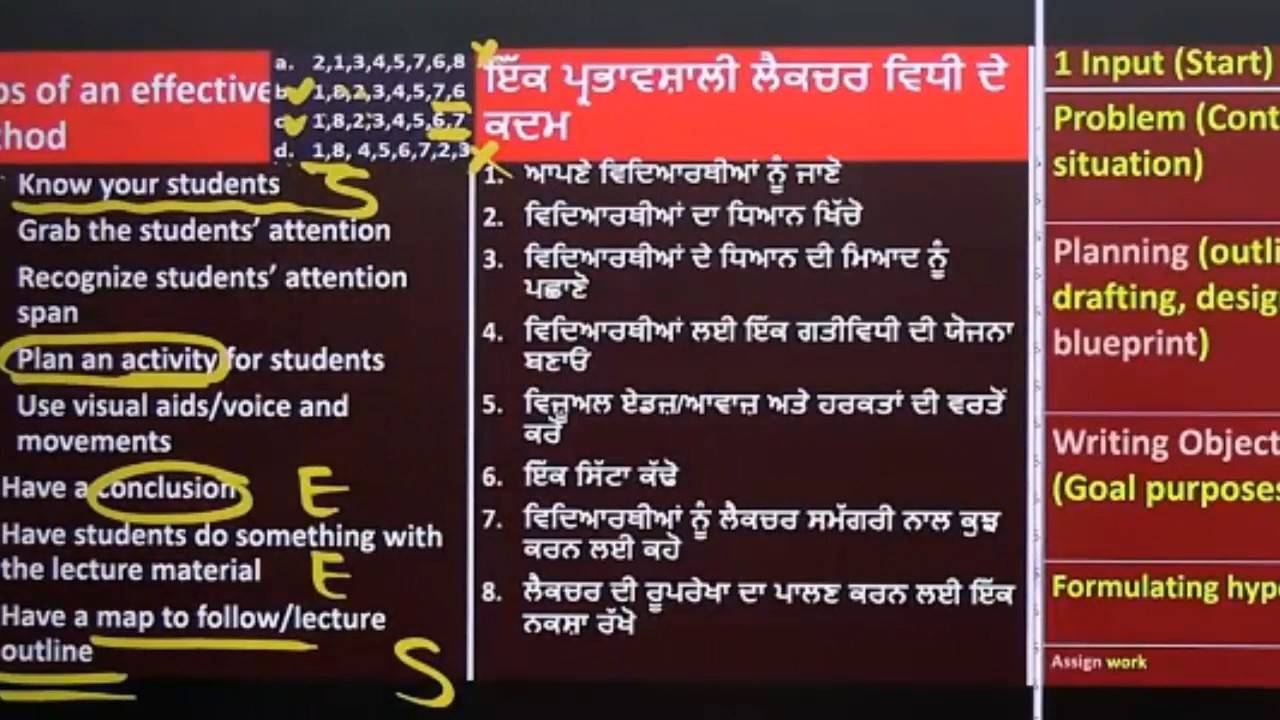 ps of an effective
thod
a. 2,1,3,4,5,7,6,8
b. 1,8,2,3,4,5,7,6
c. 1,8,2,3,4,5,6,7
d. 1,8, 4,5,6,7,2,3
Know your students S
Grab the students’ attention
Recognize students’ attention
span
Plan an activity for students
Use visual aids/voice and
movements
Have a conclusion E
Have students do something with
the lecture material E
Have a map to follow/lecture
outline S
ਇੱਕ ਪ੍ਰਭਾਵਸ਼ਾਲੀ ਲੈਕਚਰ ਵਿਧੀ ਦੇ
ਕਦਮ
1. ਆਪਣੇ ਵਿਦਿਆਰਥੀਆਂ ਨੂੰ ਜਾਣੋ
2. ਵਿਦਿਆਰਥੀਆਂ ਦਾ ਧਿਆਨ ਖਿੱਚੋ
3. ਵਿਦਿਆਰਥੀਆਂ ਦੇ ਧਿਆਨ ਦੀ ਮਿਆਦ ਨੂੰ
ਪਛਾਣੋ
4. ਵਿਦਿਆਰਥੀਆਂ ਲਈ ਇੱਕ ਗਤੀਵਿਧੀ ਦੀ ਯੋਜਨਾ
ਬਣਾਓ
5. ਵਿਜ਼ੂਅਲ ਏਡਜ਼/ਆਵਾਜ਼ ਅਤੇ ਹਰਕਤਾਂ ਦੀ ਵਰਤੋਂ
ਕਰੋ
6. ਇੱਕ ਸਿੱਟਾ ਕੱਢੋ
7. ਵਿਦਿਆਰਥੀਆਂ ਨੂੰ ਲੈਕਚਰ ਸਮੱਗਰੀ ਨਾਲ ਕੁਝ
ਕਰਨ ਲਈ ਕਹੋ
8. ਲੈਕਚਰ ਦੀ ਰੂਪਰੇਖਾ ਦਾ ਪਾਲਣ ਕਰਨ ਲਈ ਇੱਕ
ਨਕਸ਼ਾ ਰੱਖੋ
1 Input (Start)
Problem (Cont
situation)
Planning (outli
drafting, desig
blueprint)
Writing Object
(Goal purposes
Formulating hyp
Assign work